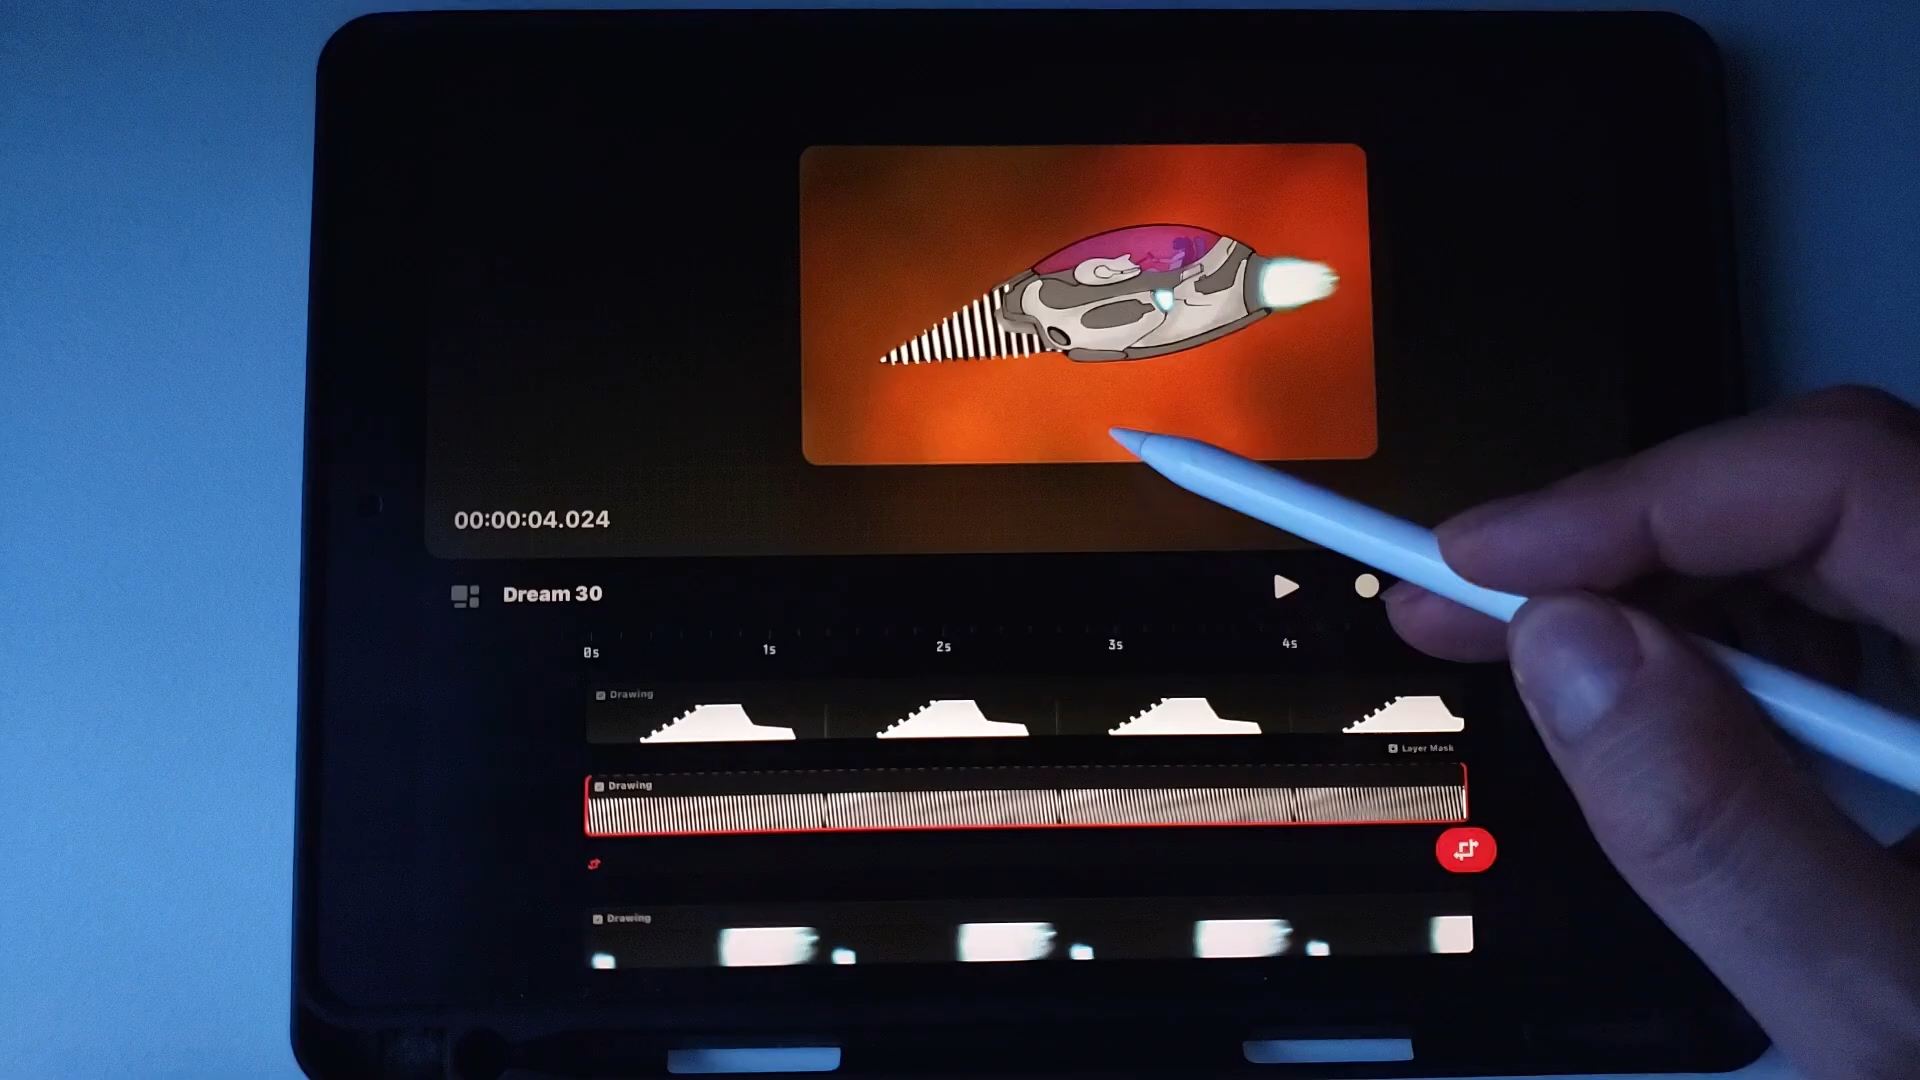 00:00:04.024
Dream 30
0s 1s 2s 3s 4s
Drawing
Layer Mask
Drawing
Drawing